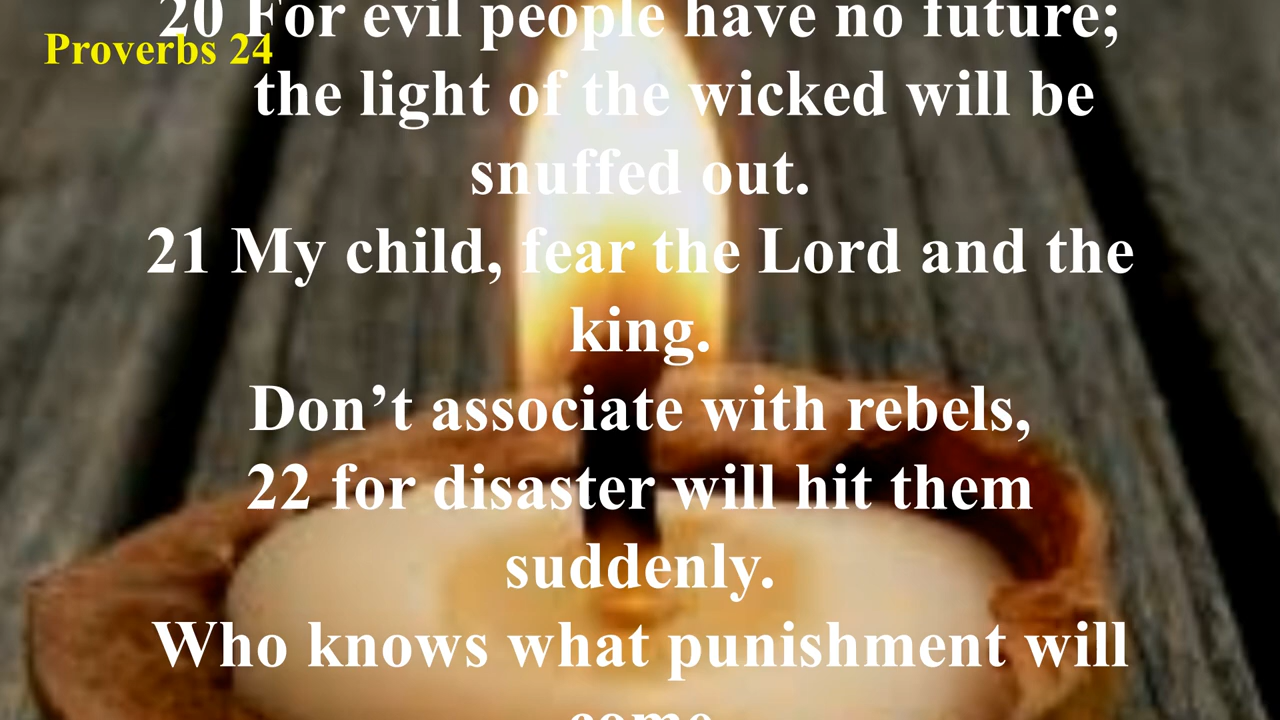 20 For evil people have no future;
Proverbs 24
the light of the wicked will be
snuffed out.
21 My child, fear the Lord and the
king.
Don’t associate with rebels,
22 for disaster will hit them
suddenly.
Who knows what punishment will
come